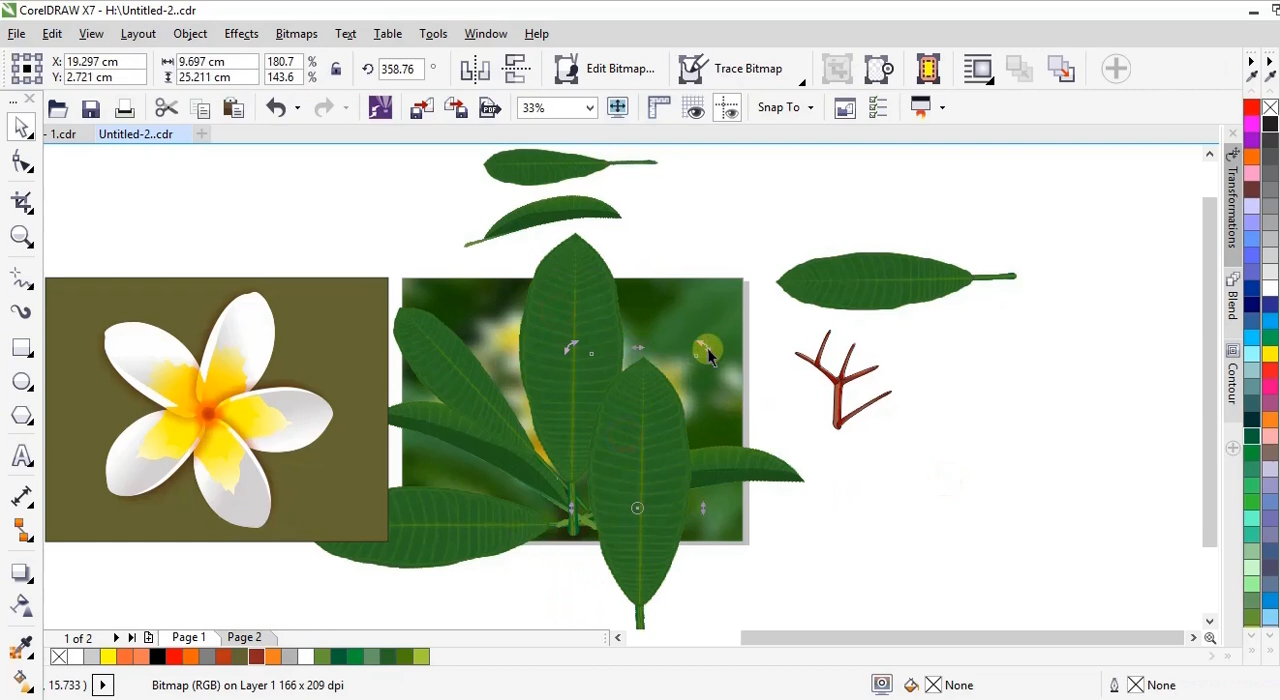 CorelDRAW X7 - H:\Untitled-2..cdr
File Edit View Layout Object Effects Bitmaps Text Table Tools Window Help
X: 19.297 cm 9.697 cm 180.7 % 358.76 ° Edit Bitmap... Trace Bitmap
Y: 2.721 cm 25.211 cm 143.0 %
PDF 33% Snap To
- 1.cdr Untitled-2..cdr
Transformations
Blend
Contour
1 of 2 Page 1 Page 2
, 15.733 ) Bitmap (RGB) on Layer 1 166 x 209 dpi None None